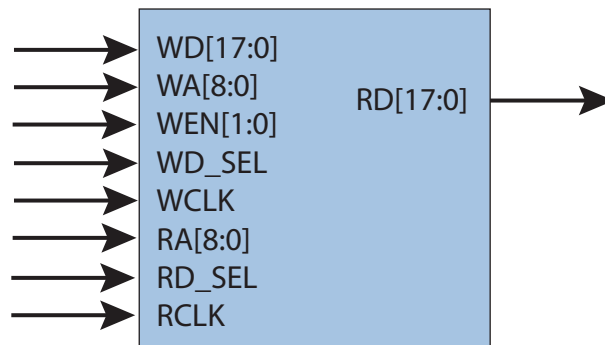 WD[17:0]
WA[8:0]
RD[17:0]
WEN[1:0]
WD_SEL
WCLK
RA[8:0]
RD_SEL
RCLK